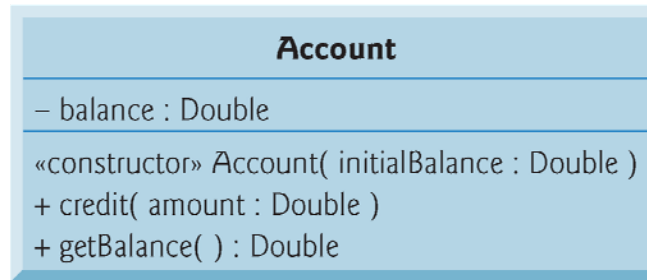 Account
– balance : Double
«constructor» Account( initialBalance : Double )
+ credit( amount : Double )
+ getBalance( ) : Double